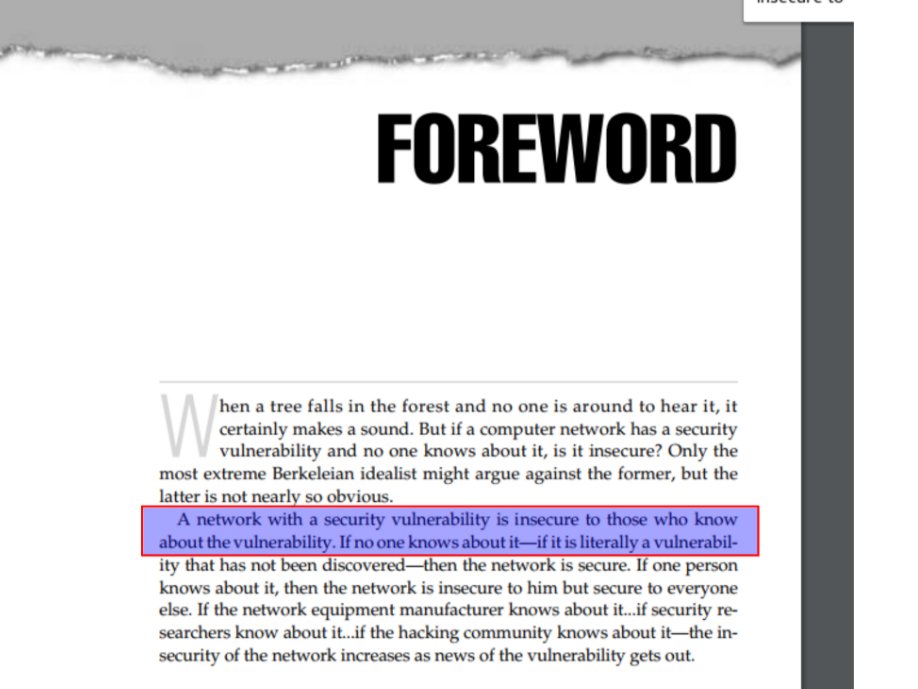 insecure to
FOREWORD
When a tree falls in the forest and no one is around to hear it, it
certainly makes a sound. But if a computer network has a security
vulnerability and no one knows about it, is it insecure? Only the
most extreme Berkeleian idealist might argue against the former, but the
latter is not nearly so obvious.
A network with a security vulnerability is insecure to those who know
about the vulnerability. If no one knows about it—if it is literally a vulnerabil-
ity that has not been discovered—then the network is secure. If one person
knows about it, then the network is insecure to him but secure to everyone
else. If the network equipment manufacturer knows about it...if security re-
searchers know about it...if the hacking community knows about it—the in-
security of the network increases as news of the vulnerability gets out.